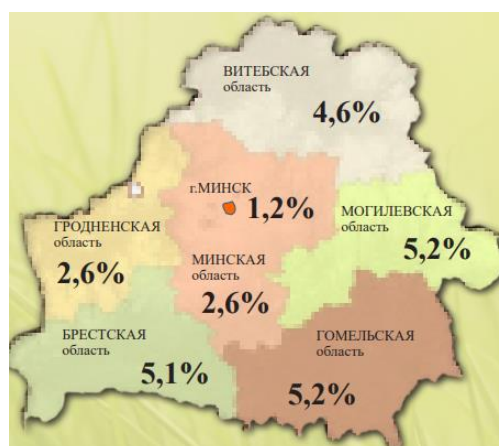 ВИТЕБСКАЯ
область
4,6%
г.МИНСК
1,2%
МОГИЛЕВСКАЯ
область
5,2%
ГРОДНЕНСКАЯ
область
2,6%
МИНСКАЯ
область
2,6%
БРЕСТСКАЯ
область
5,1%
ГОМЕЛЬСКАЯ
область
5,2%